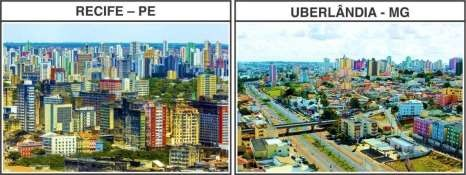 RECIFE – PE
UBERLÂNDIA - MG